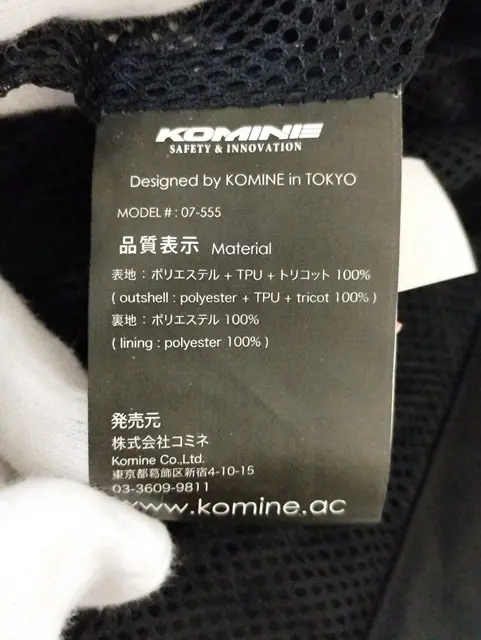 KOMINE
SAFETY & INNOVATION
Designed by KOMINE in TOKYO
MODEL # : 07-555
品質表示 Material
表地：ポリエステル + TPU + トリコット 100%
( outshell : polyester + TPU + tricot 100% )
裏地：ポリエステル 100%
( lining : polyester 100% )
発売元
株式会社コミネ
Komine Co.,Ltd.
東京都葛飾区新宿4-10-15
03-3609-9811
www.komine.ac